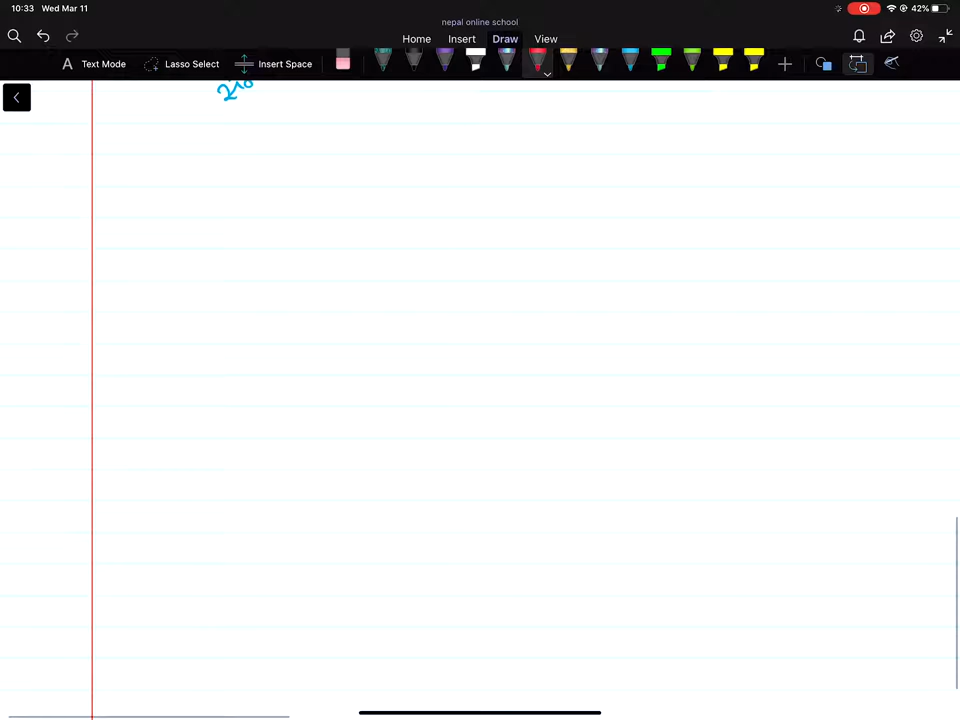 10:33 Wed Mar 11
42%
nepal online school
Home Insert Draw View
A Text Mode Lasso Select Insert Space